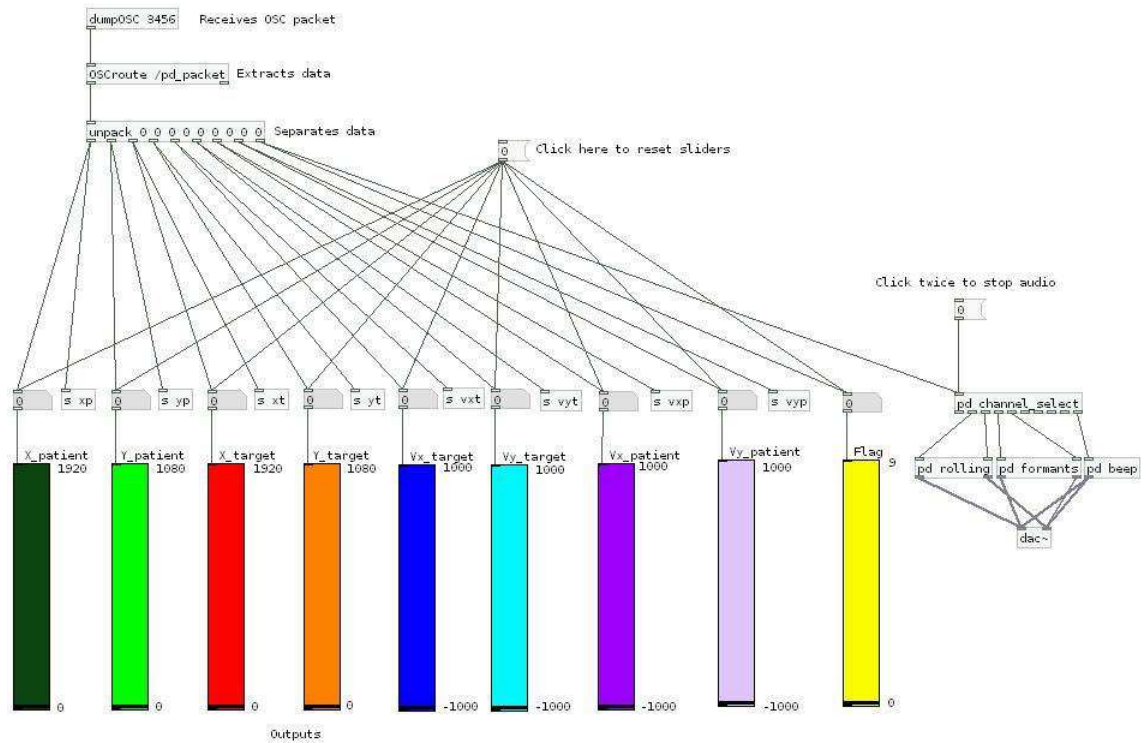 dumpOSC 3456
Receives OSC packet
OSCroute /pd_packet
Extracts data
unpack 0 0 0 0 0 0 0 0 0
Separates data
0
Click here to reset sliders
Click twice to stop audio
0
0
s xp
0
s yp
0
s xt
0
s yt
0
s vxt
0
s vyt
0
s vxp
0
s vyp
0
pd channel_select
X_patient
1920
Y_patient
1080
X_target
1920
Y_target
1080
Vx_target
1000
Vy_target
1000
Vx_patient
1000
Vy_patient
1000
Flag
9
pd rolling
pd formants
pd beep
dac~
0
0
0
0
-1000
-1000
-1000
-1000
0
Outputs